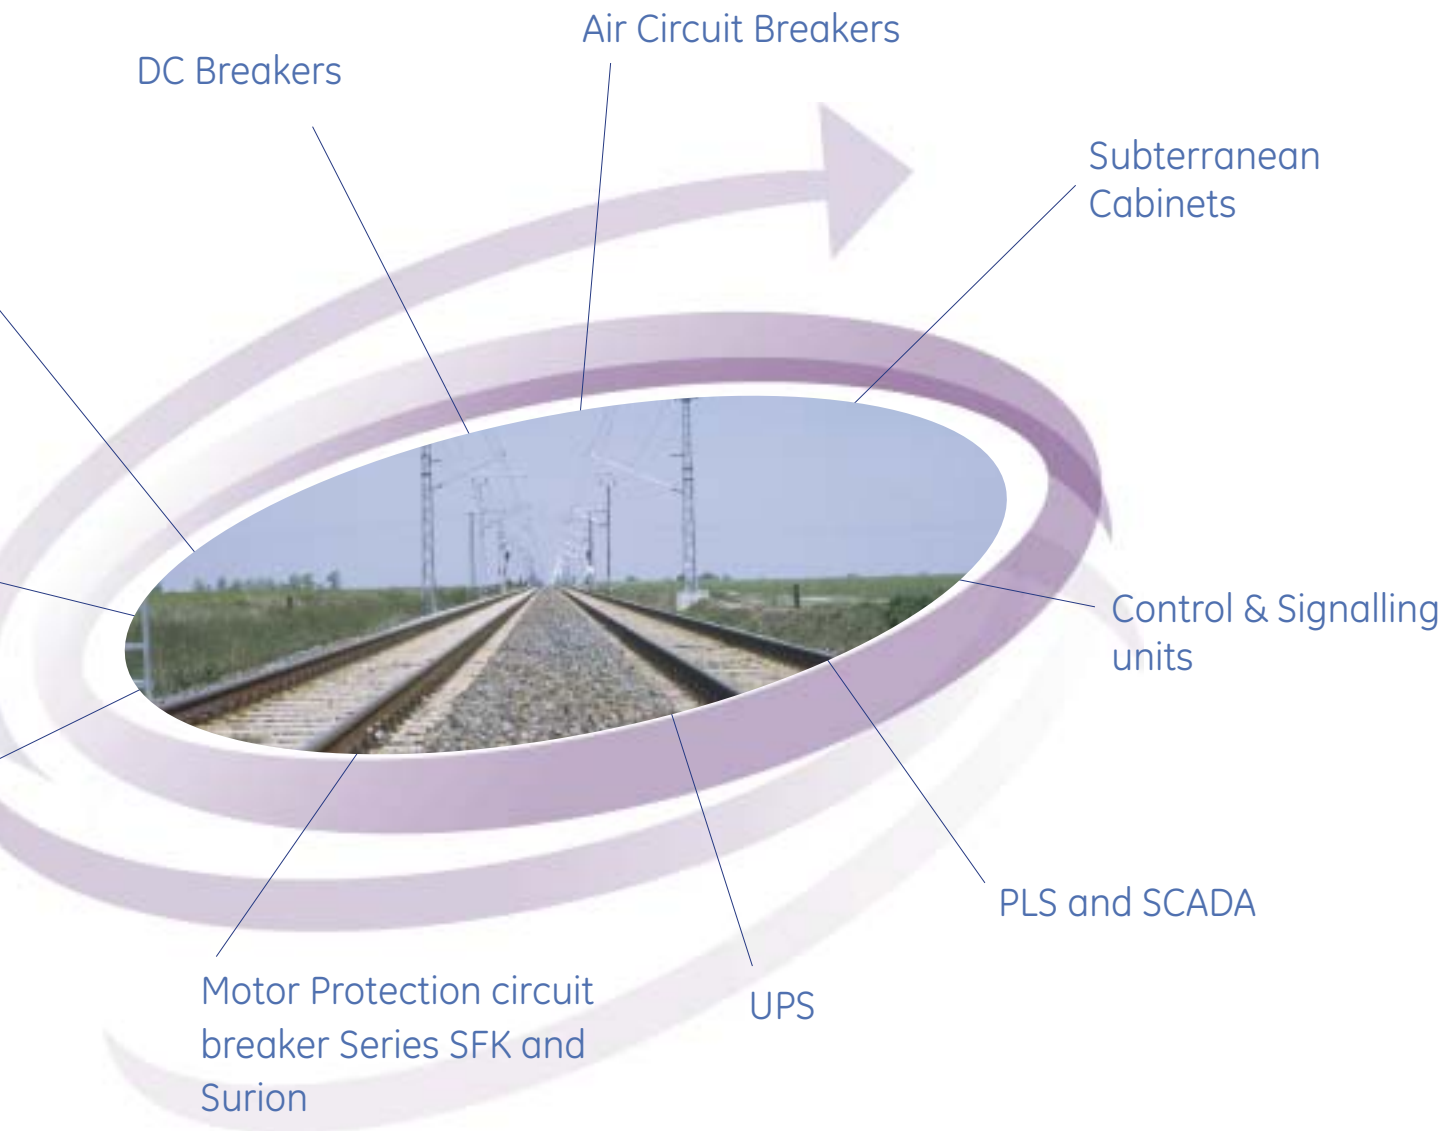 Air Circuit Breakers
DC Breakers
Subterranean
Cabinets
Control & Signalling
units
PLS and SCADA
UPS
Motor Protection circuit
breaker Series SFK and
Surion